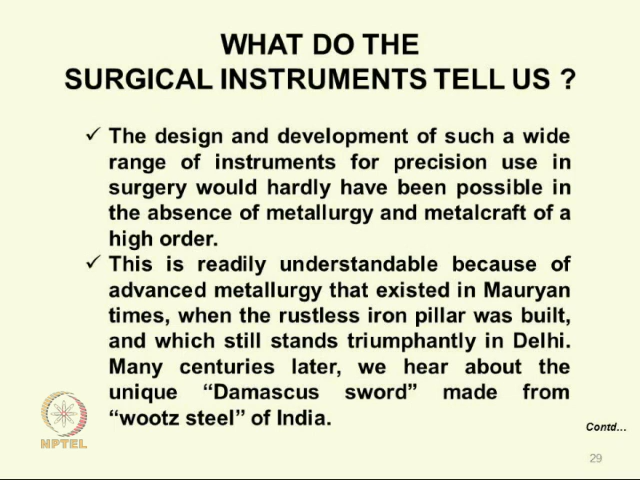 WHAT DO THE
SURGICAL INSTRUMENTS TELL US ?
✓ The design and development of such a wide
range of instruments for precision use in
surgery would hardly have been possible in
the absence of metallurgy and metalcraft of a
high order.
✓ This is readily understandable because of
advanced metallurgy that existed in Mauryan
times, when the rustless iron pillar was built,
and which still stands triumphantly in Delhi.
Many centuries later, we hear about the
unique “Damascus sword” made from
“wootz steel” of India.
Contd...
NPTEL
29